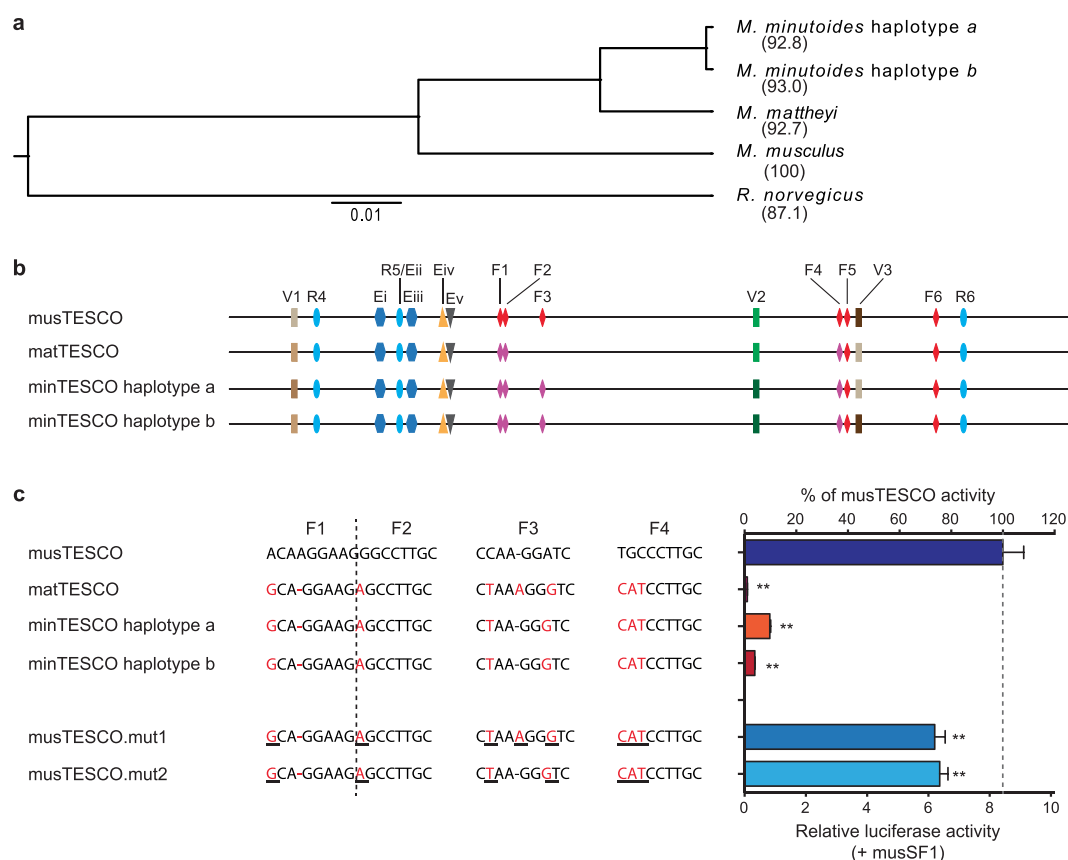 a
M. minutoides haplotype a
(92.8)
M. minutoides haplotype b
(93.0)
M. mattheyi
(92.7)
M. musculus
(100)
R. norvegicus
(87.1)
0.01
b
R5/Eii Eiv F1 F2 F4 F5 V3
V1 R4 Ei Eiii Ev F3 V2 F6 R6
musTESCO
matTESCO
minTESCO haplotype a
minTESCO haplotype b
c
F1 F2 F3 F4
musTESCO ACAAGGAAGGGCCTTGC CCAA-GGATC TGCCCTTGC
matTESCO GCA-GGAAGAGCCTTGC CTAAAGGGTC CATCCTTGC
minTESCO haplotype a GCA-GGAAGAGCCTTGC CTAA-GGGTC CATCCTTGC
minTESCO haplotype b GCA-GGAAGAGCCTTGC CTAA-GGGTC CATCCTTGC
musTESCO.mut1 GCA-GGAAGAGCCTTGC CTAAAGGGTC CATCCTTGC
musTESCO.mut2 GCA-GGAAGAGCCTTGC CTAA-GGGTC CATCCTTGC
% of musTESCO activity
0 20 40 60 80 100 120
**
**
**
**
**
0 2 4 6 8 10
Relative luciferase activity
(+ musSF1)